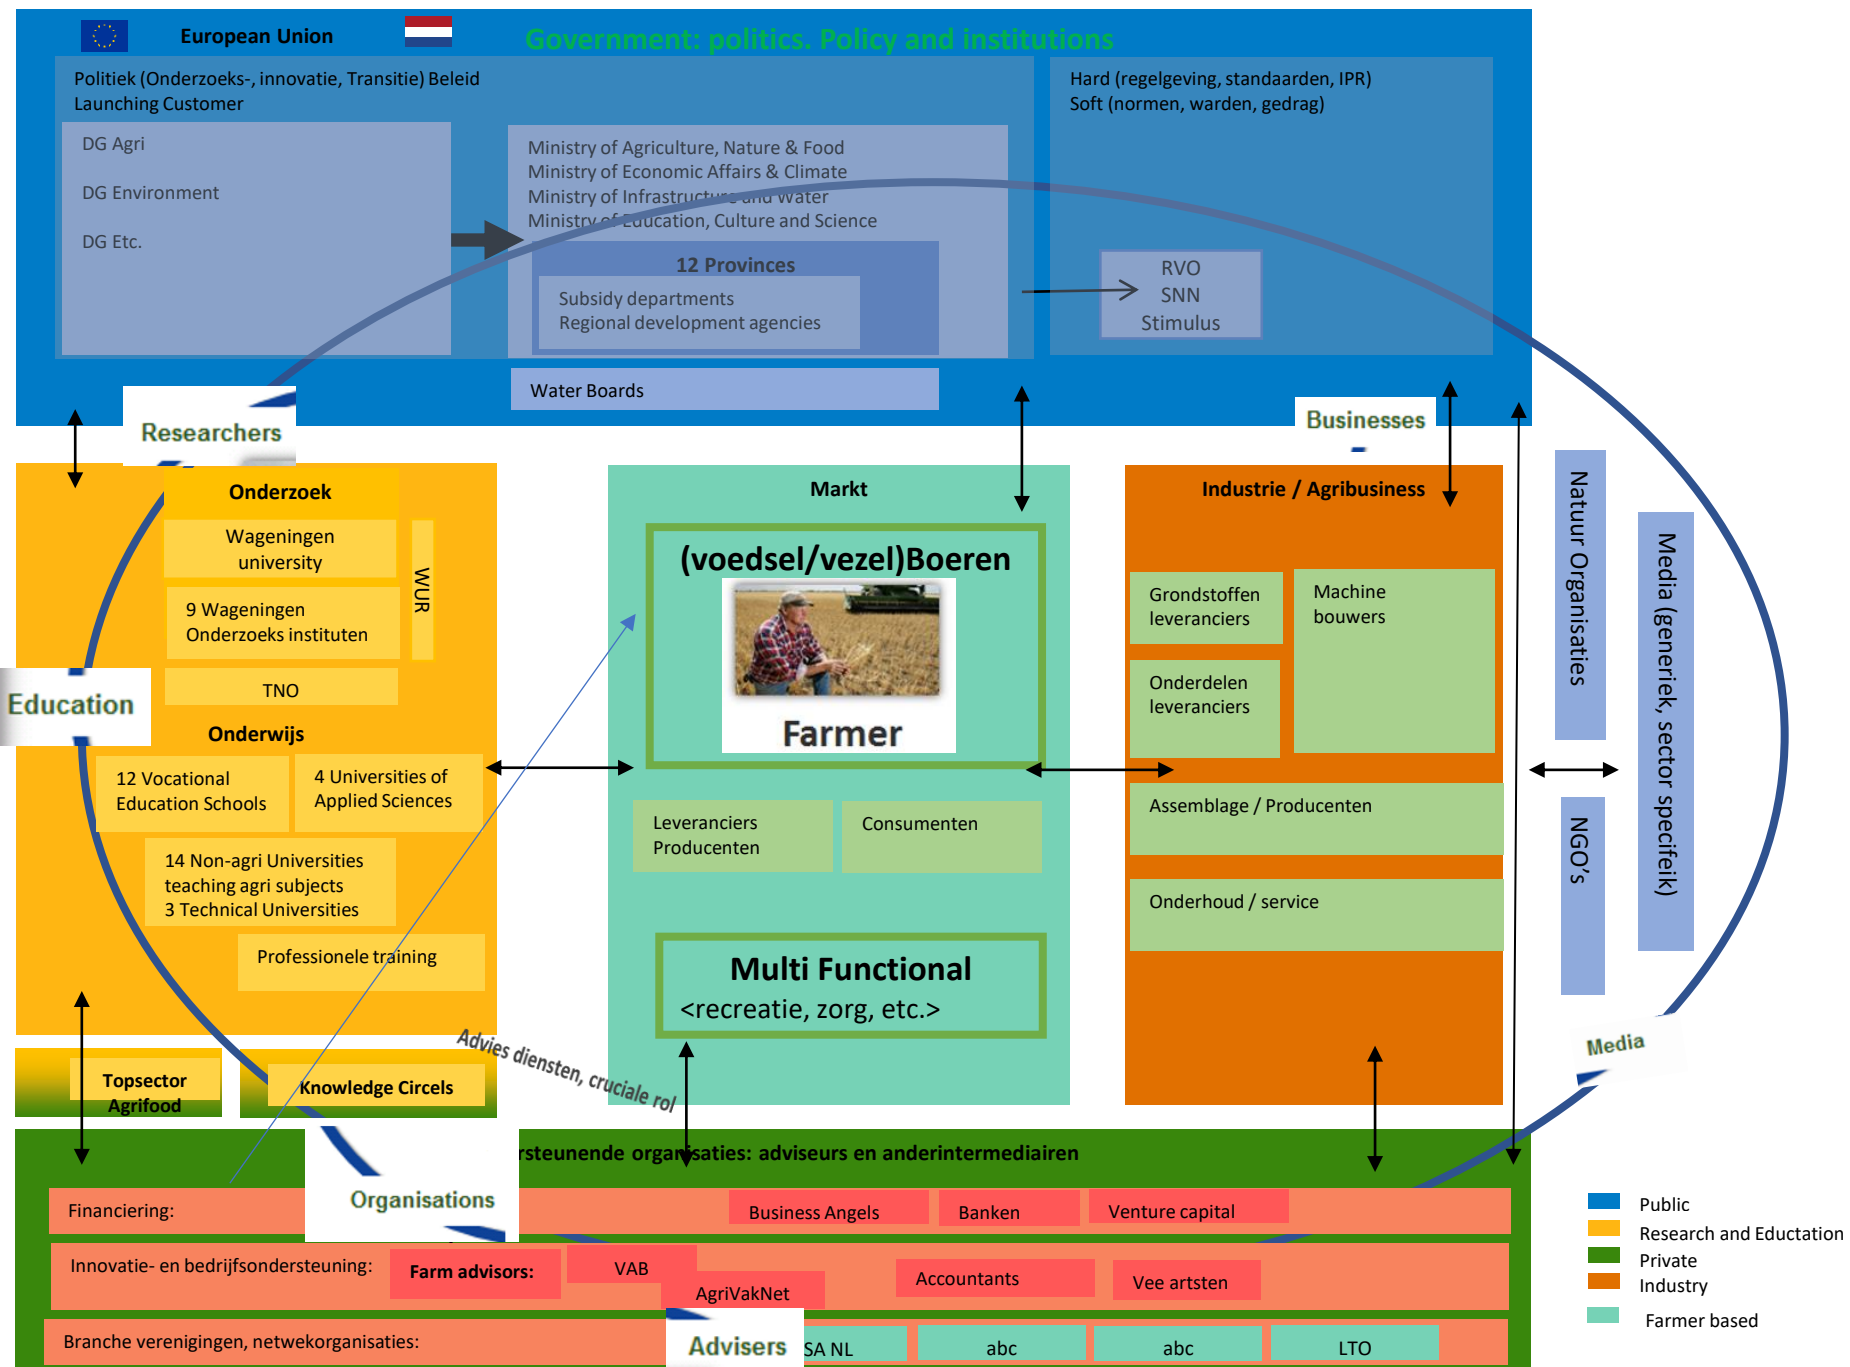 European Union
Government: politics. Policy and institutions
Politiek (Onderzoeks-, innovatie, Transitie) Beleid
Launching Customer
Hard (regelgeving, standaarden, IPR)
Soft (normen, warden, gedrag)
DG Agri
DG Environment
DG Etc.
Ministry of Agriculture, Nature & Food
Ministry of Economic Affairs & Climate
Ministry of Infrastructure and Water
Ministry of Education, Culture and Science
12 Provinces
Subsidy departments
Regional development agencies
RVO
SNN
Stimulus
Water Boards
Researchers
Businesses
Onderzoek
Wageningen
university
9 Wageningen
Onderzoeks instituten
WUR
TNO
Education
Onderwijs
12 Vocational
Education Schools
4 Universities of
Applied Sciences
14 Non-agri Universities
teaching agri subjects
3 Technical Universities
Professionele training
Topsector
Agrifood
Knowledge Circels
Markt
(voedsel/vezel)Boeren
Farmer
Leveranciers
Producenten
Consumenten
Multi Functional
<recreatie, zorg, etc.>
Advies diensten, cruciale rol
Industrie / Agribusiness
Grondstoffen
leveranciers
Machine
bouwers
Onderdelen
leveranciers
Assemblage / Producenten
Onderhoud / service
Natuur Organisaties
NGO's
Media (generiek, sector specifeik)
Media
rsteunende organisaties: adviseurs en anderintermediairen
Organisations
Financiering:
Business Angels
Banken
Venture capital
Innovatie- en bedrijfsondersteuning:
Farm advisors:
VAB
AgriVakNet
Accountants
Vee artsten
Branche verenigingen, netwekorganisaties:
Advisers
SA NL
abc
abc
LTO
Public
Research and Eductation
Private
Industry
Farmer based